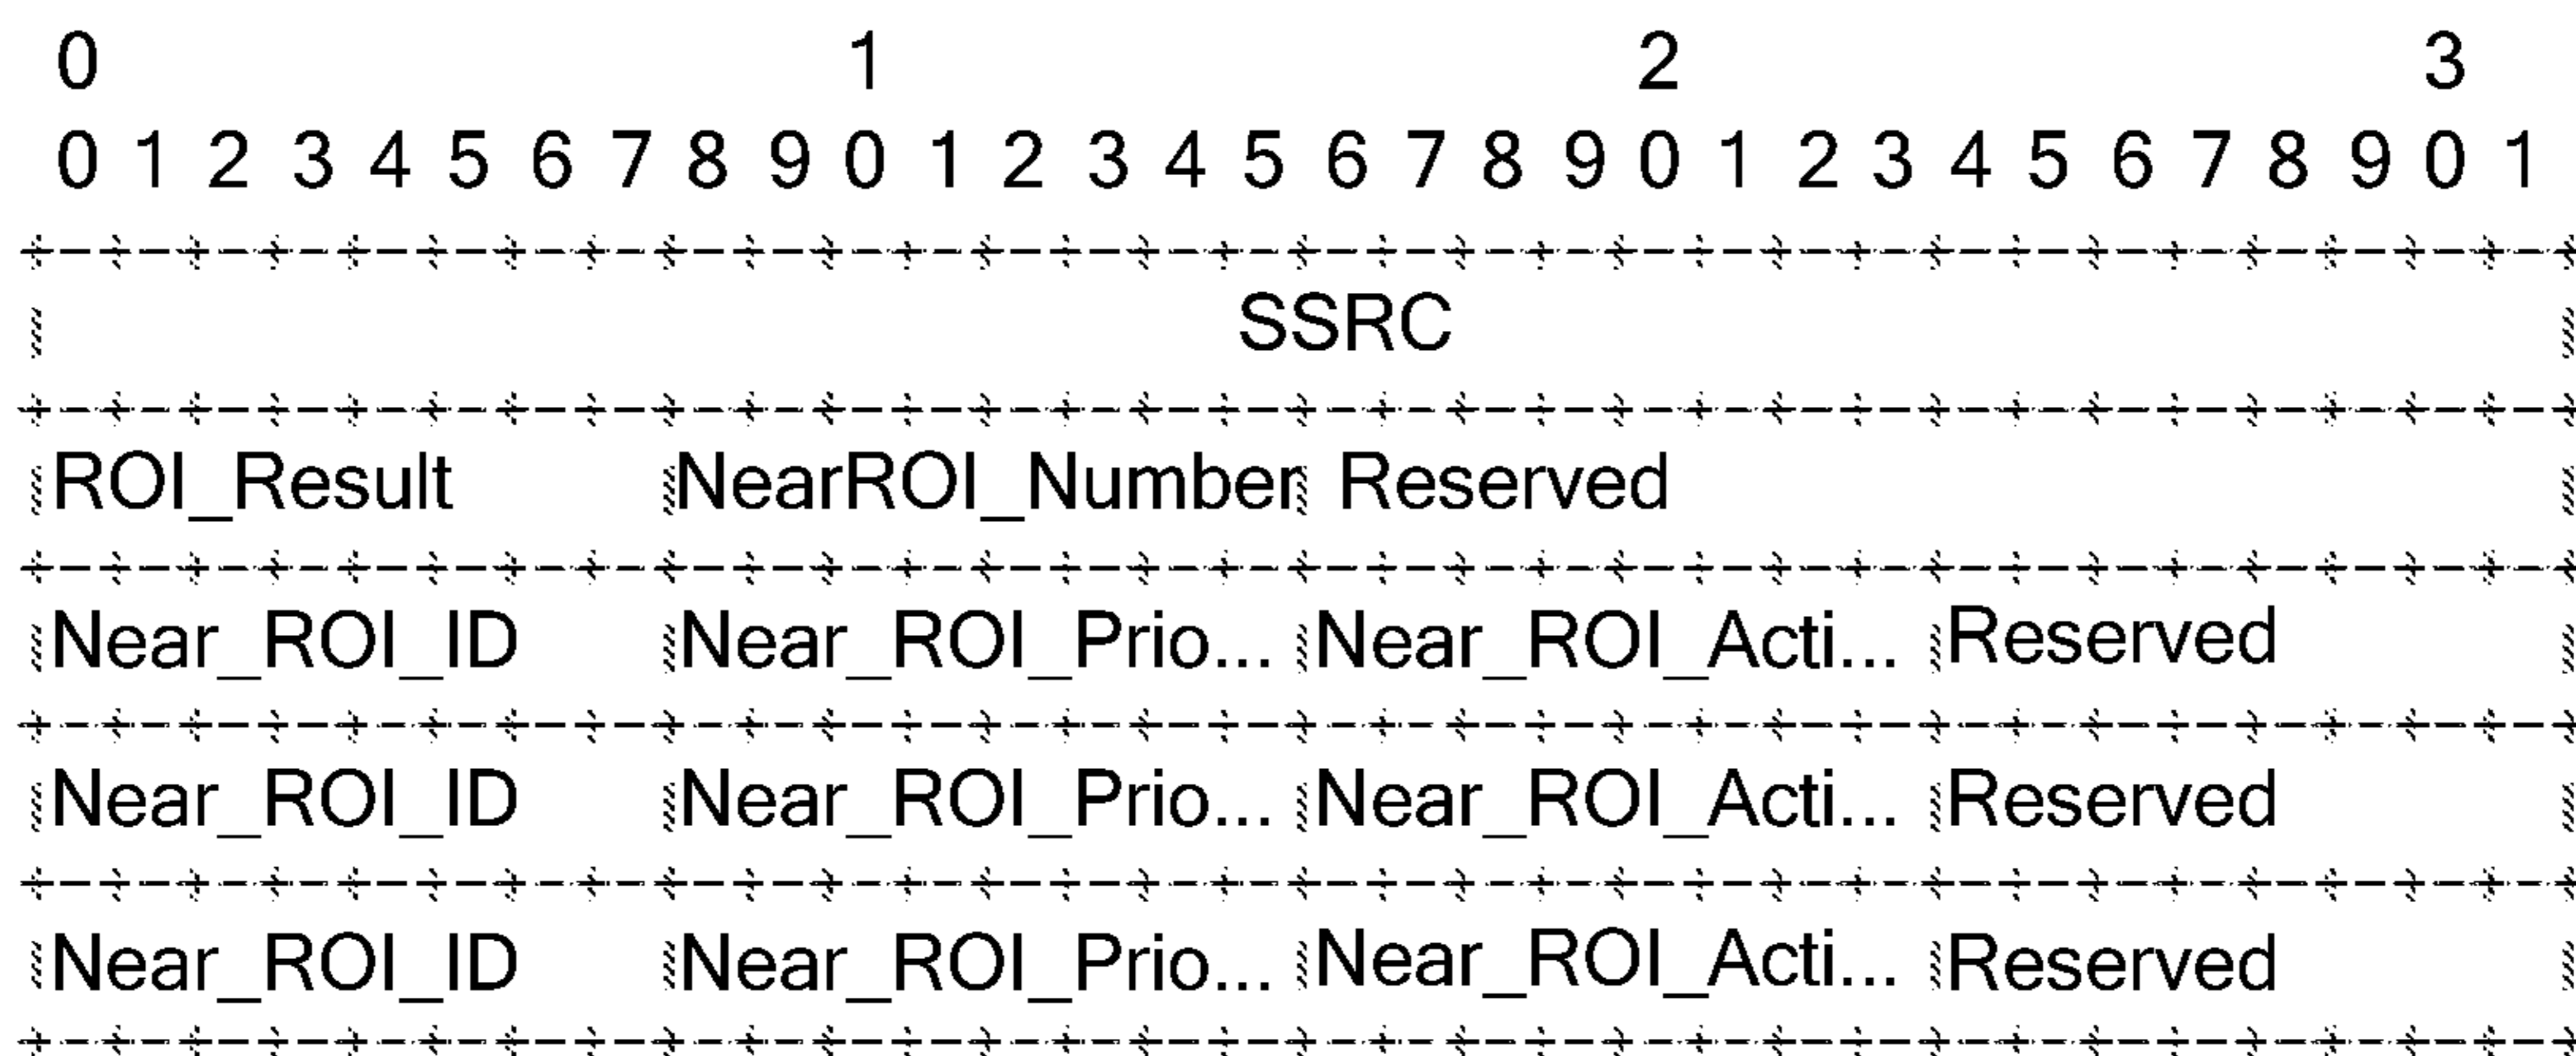 0 1 2 3
0 1 2 3 4 5 6 7 8 9 0 1 2 3 4 5 6 7 8 9 0 1 2 3 4 5 6 7 8 9 0 1
SSRC
ROI_Result NearROI_Number Reserved
Near_ROI_ID Near_ROI_Prio... Near_ROI_Acti... Reserved
Near_ROI_ID Near_ROI_Prio... Near_ROI_Acti... Reserved
Near_ROI_ID Near_ROI_Prio... Near_ROI_Acti... Reserved